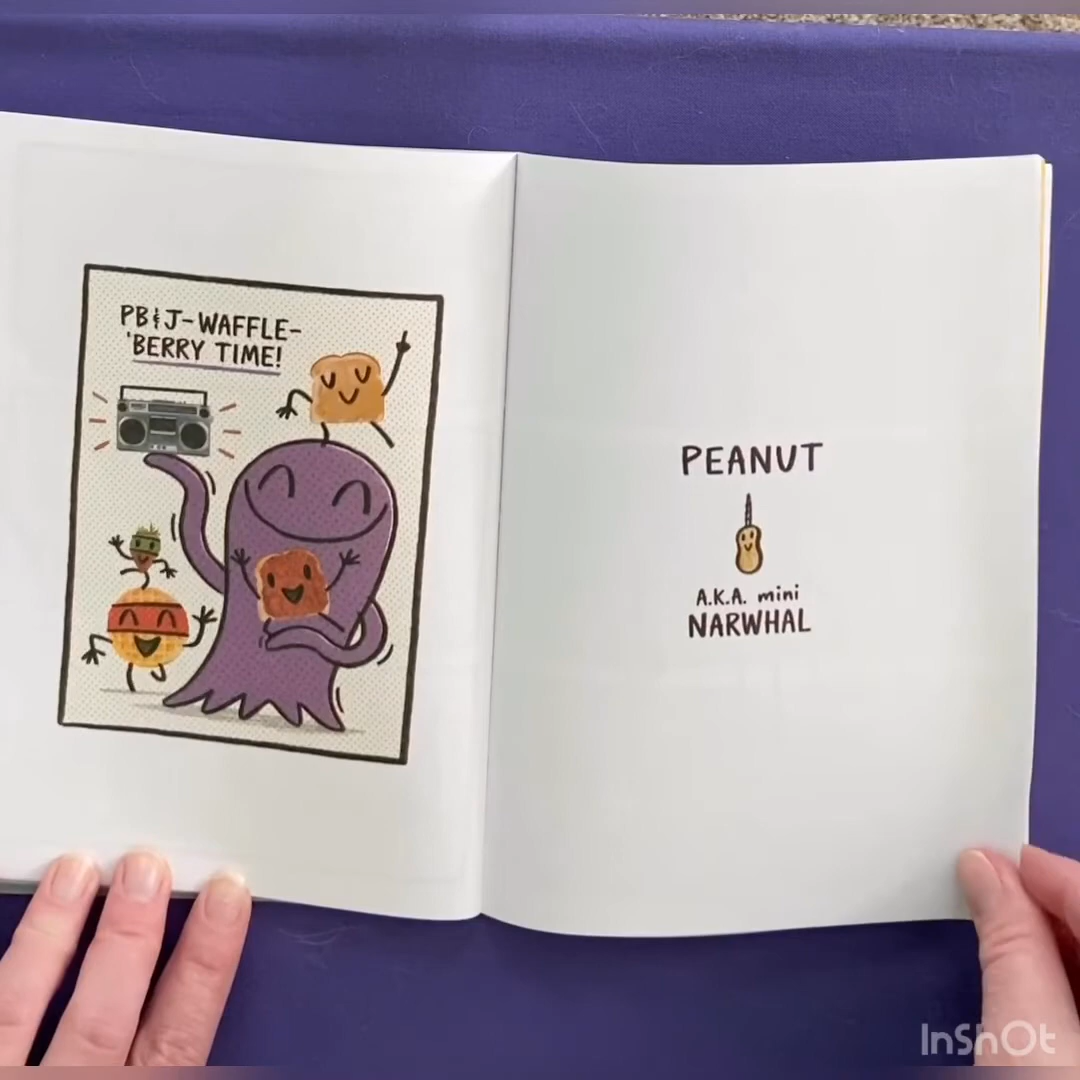 PB&J-WAFFLE-
'BERRY TIME!
PEANUT
A.K.A. mini
NARWHAL
InShOt